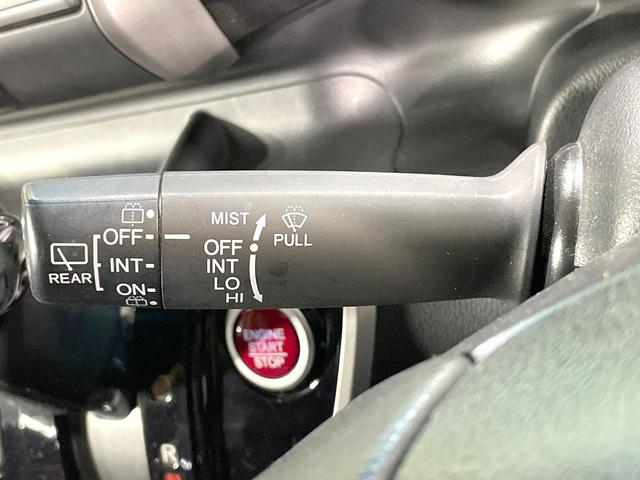 REAR
OFF
INT
ON
MIST
OFF
INT
LO
HI
PULL
ENGINE
START
STOP
R